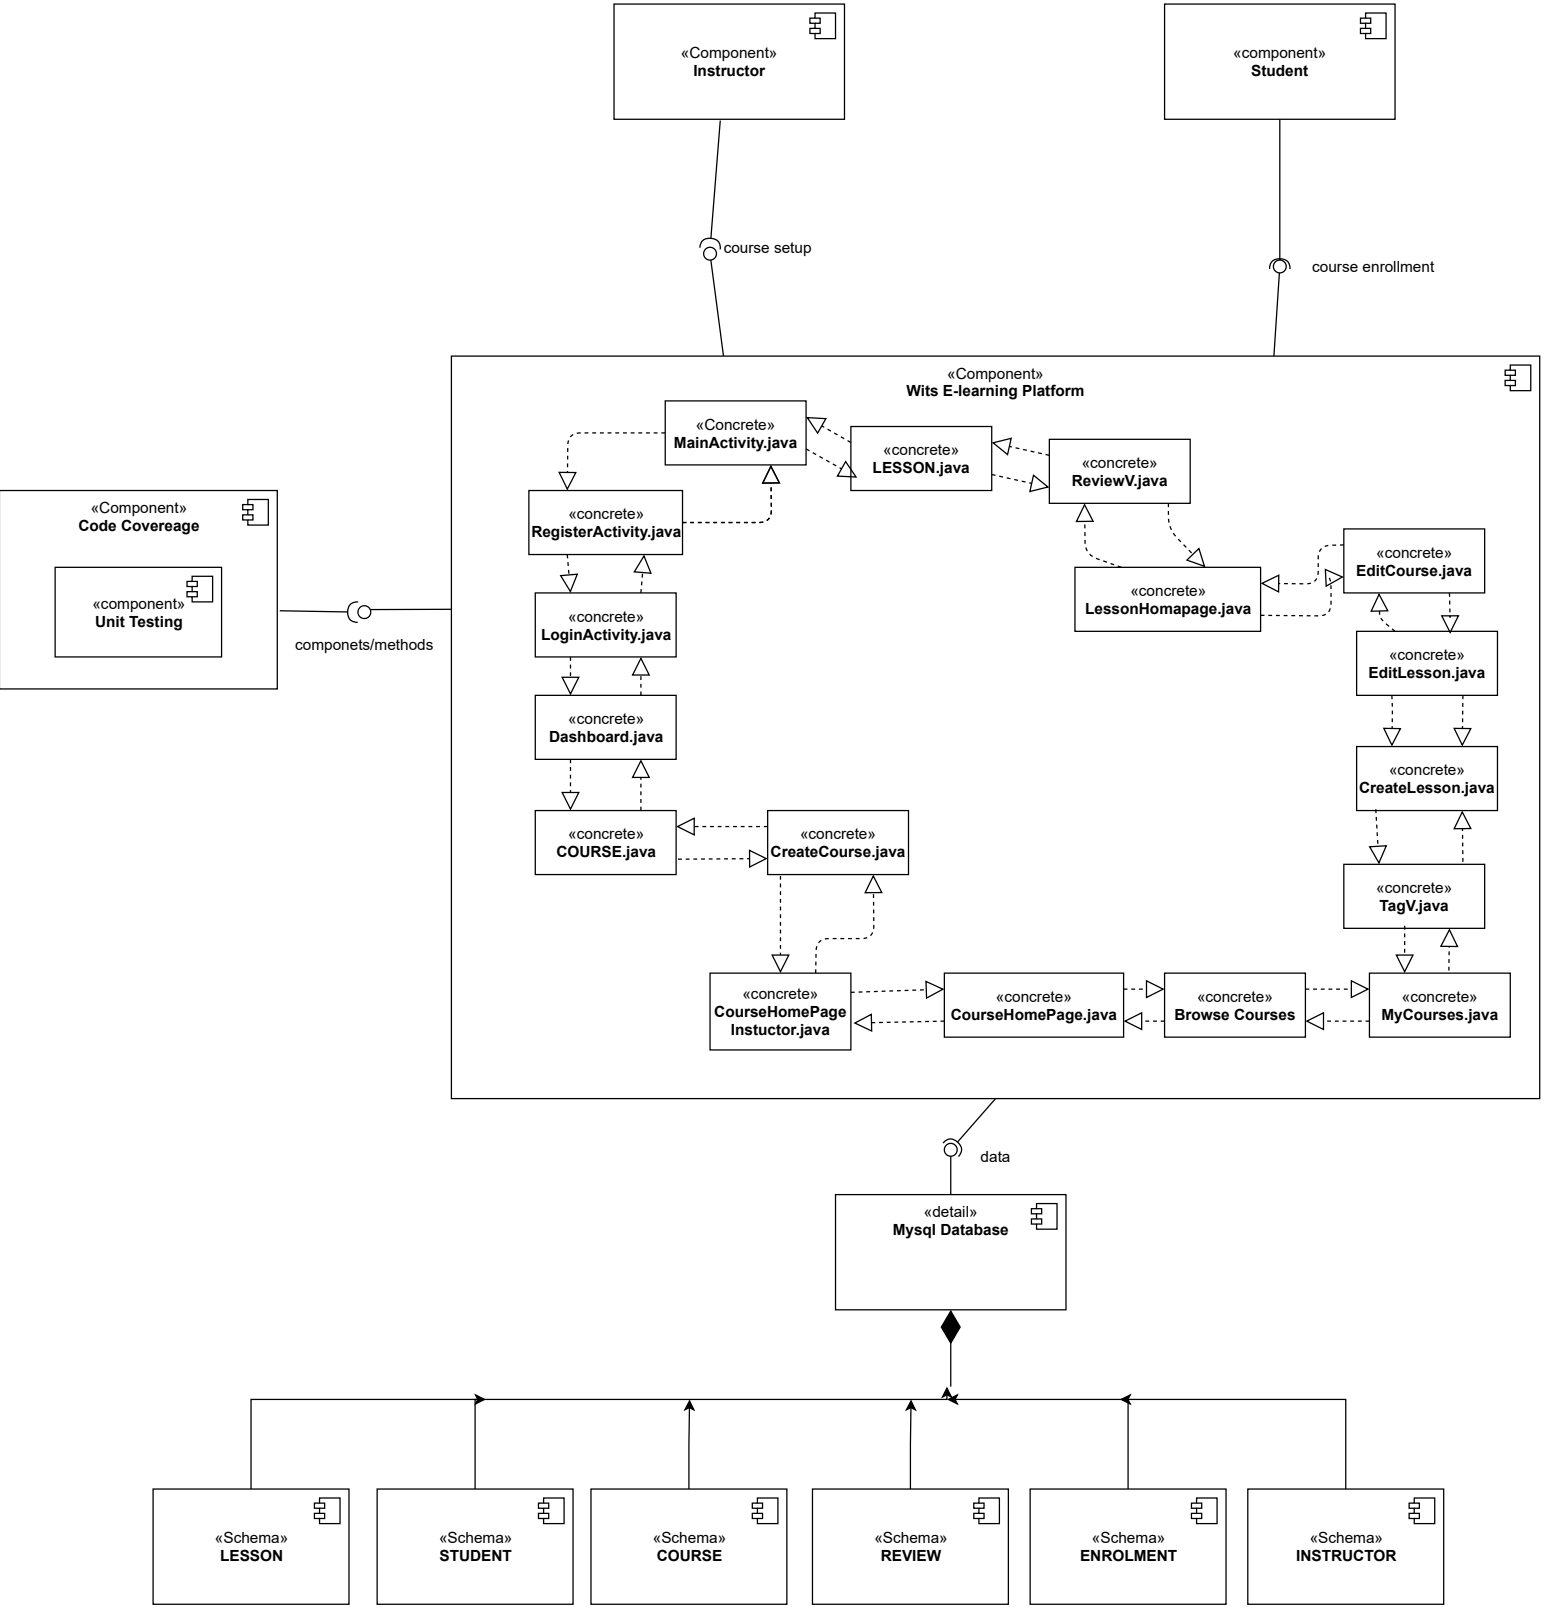 «Component»
Instructor
«component»
Student
course setup
course enrollment
«Component»
Wits E-learning Platform
«Concrete»
MainActivity.java
«concrete»
LESSON.java
«concrete»
ReviewV.java
«concrete»
RegisterActivity.java
«Component»
Code Covereage
«component»
Unit Testing
componets/methods
«concrete»
EditCourse.java
«concrete»
LessonHomapage.java
«concrete»
LoginActivity.java
«concrete»
EditLesson.java
«concrete»
Dashboard.java
«concrete»
CreateLesson.java
«concrete»
COURSE.java
«concrete»
CreateCourse.java
«concrete»
TagV.java
«concrete»
CourseHomePage
Instuctor.java
«concrete»
CourseHomePage.java
«concrete»
Browse Courses
«concrete»
MyCourses.java
data
«detail»
Mysql Database
«Schema»
LESSON
«Schema»
STUDENT
«Schema»
COURSE
«Schema»
REVIEW
«Schema»
ENROLMENT
«Schema»
INSTRUCTOR